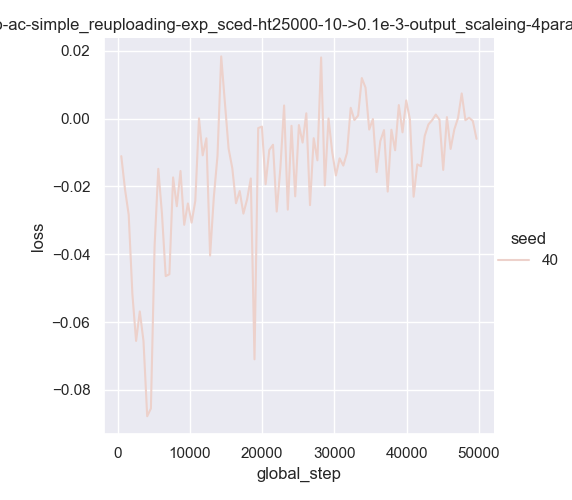 o-ac-simple_reuploading-exp_sced-ht25000-10->0.1e-3-output_scaleing-4para
0.02
0.00
−0.02
−0.04
−0.06
−0.08
loss
0 10000 20000 30000 40000 50000
global_step
seed
40